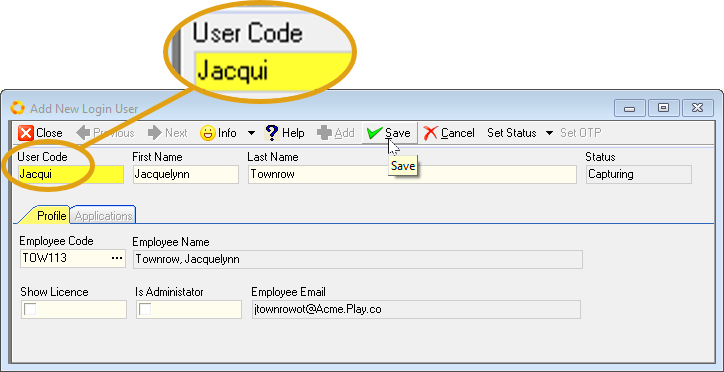 User Code
Jacqui
Add New Login User
Close Previous Next Info Help Add Save Cancel Set Status Set OTP
User Code First Name Last Name Status
Jacqui Jacquelynn Townrow Capturing
Save
Profile Applications
Employee Code Employee Name
TOW113 ... Townrow, Jacquelynn
Show Licence Is Administator Employee Email
jtownrowot@Acme.Play.co